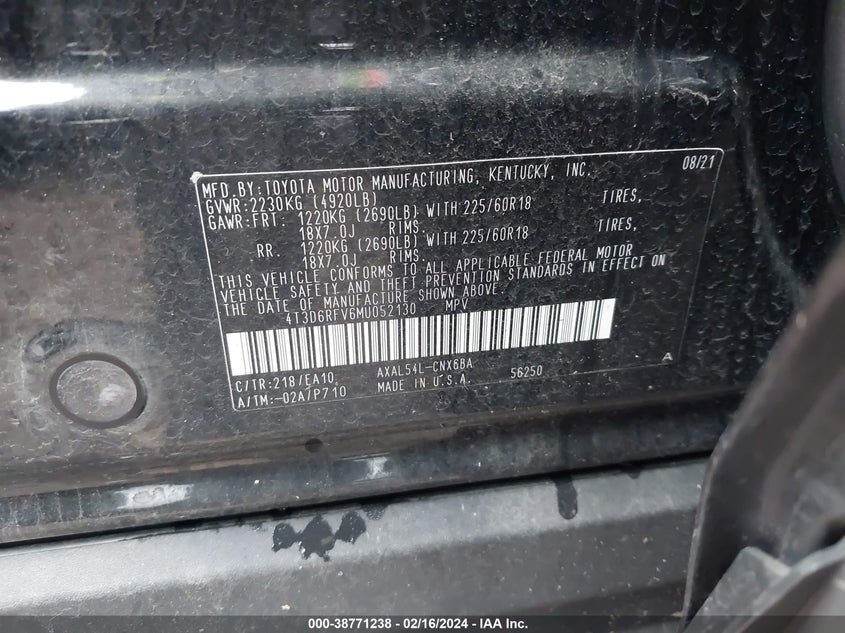 MFD.BY:TOYOTA MOTOR MANUFACTURING, KENTUCKY, INC. 08/21
GVWR:2230KG (4920LB)
GAWR:FRT. 1220KG (2690LB) WITH 225/60R18 TIRES,
18X7.0J RIMS.
RR. 1220KG (2690LB) WITH 225/60R18 TIRES,
18X7.0J RIMS.
THIS VEHICLE CONFORMS TO ALL APPLICABLE FEDERAL MOTOR
VEHICLE SAFETY AND THEFT PREVENTION STANDARDS IN EFFECT ON
THE DATE OF MANUFACTURE SHOWN ABOVE.
4T3D6RFV6MU052130 MPV
C/TR:218/EA10, AXAL54L-CNX6BA A
A/TM:-02A/P710 MADE IN U.S.A. 56250
000-38771238 - 02/16/2024 - IAA Inc.